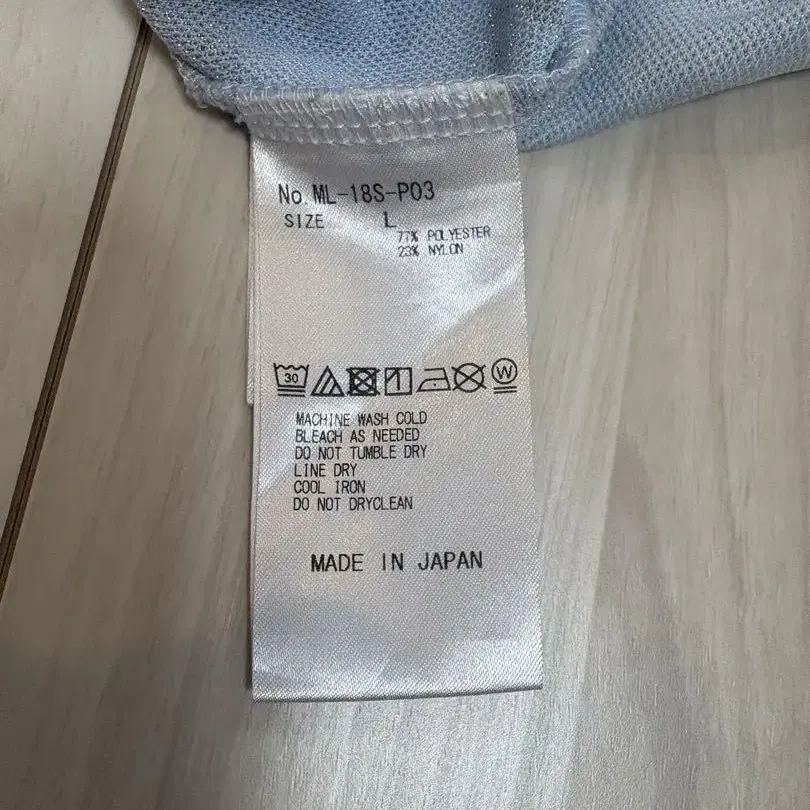 No. ML-18S-P03
SIZE L
77% POLYESTER
23% NYLON
30 W
MACHINE WASH COLD
BLEACH AS NEEDED
DO NOT TUMBLE DRY
LINE DRY
COOL IRON
DO NOT DRYCLEAN
MADE IN JAPAN